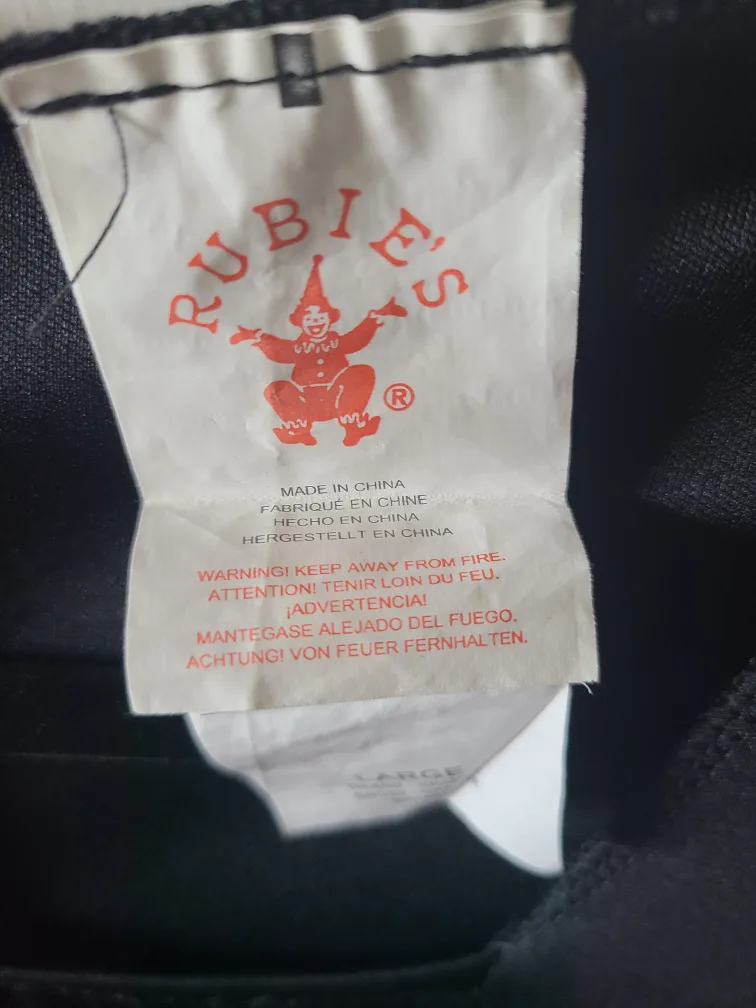 RUBIE'S
®
MADE IN CHINA
FABRIQUÉ EN CHINE
HECHO EN CHINA
HERGESTELLT EN CHINA
WARNING! KEEP AWAY FROM FIRE.
ATTENTION! TENIR LOIN DU FEU.
¡ADVERTENCIA!
MANTEGASE ALEJADO DEL FUEGO.
ACHTUNG! VON FEUER FERNHALTEN.
LARGE